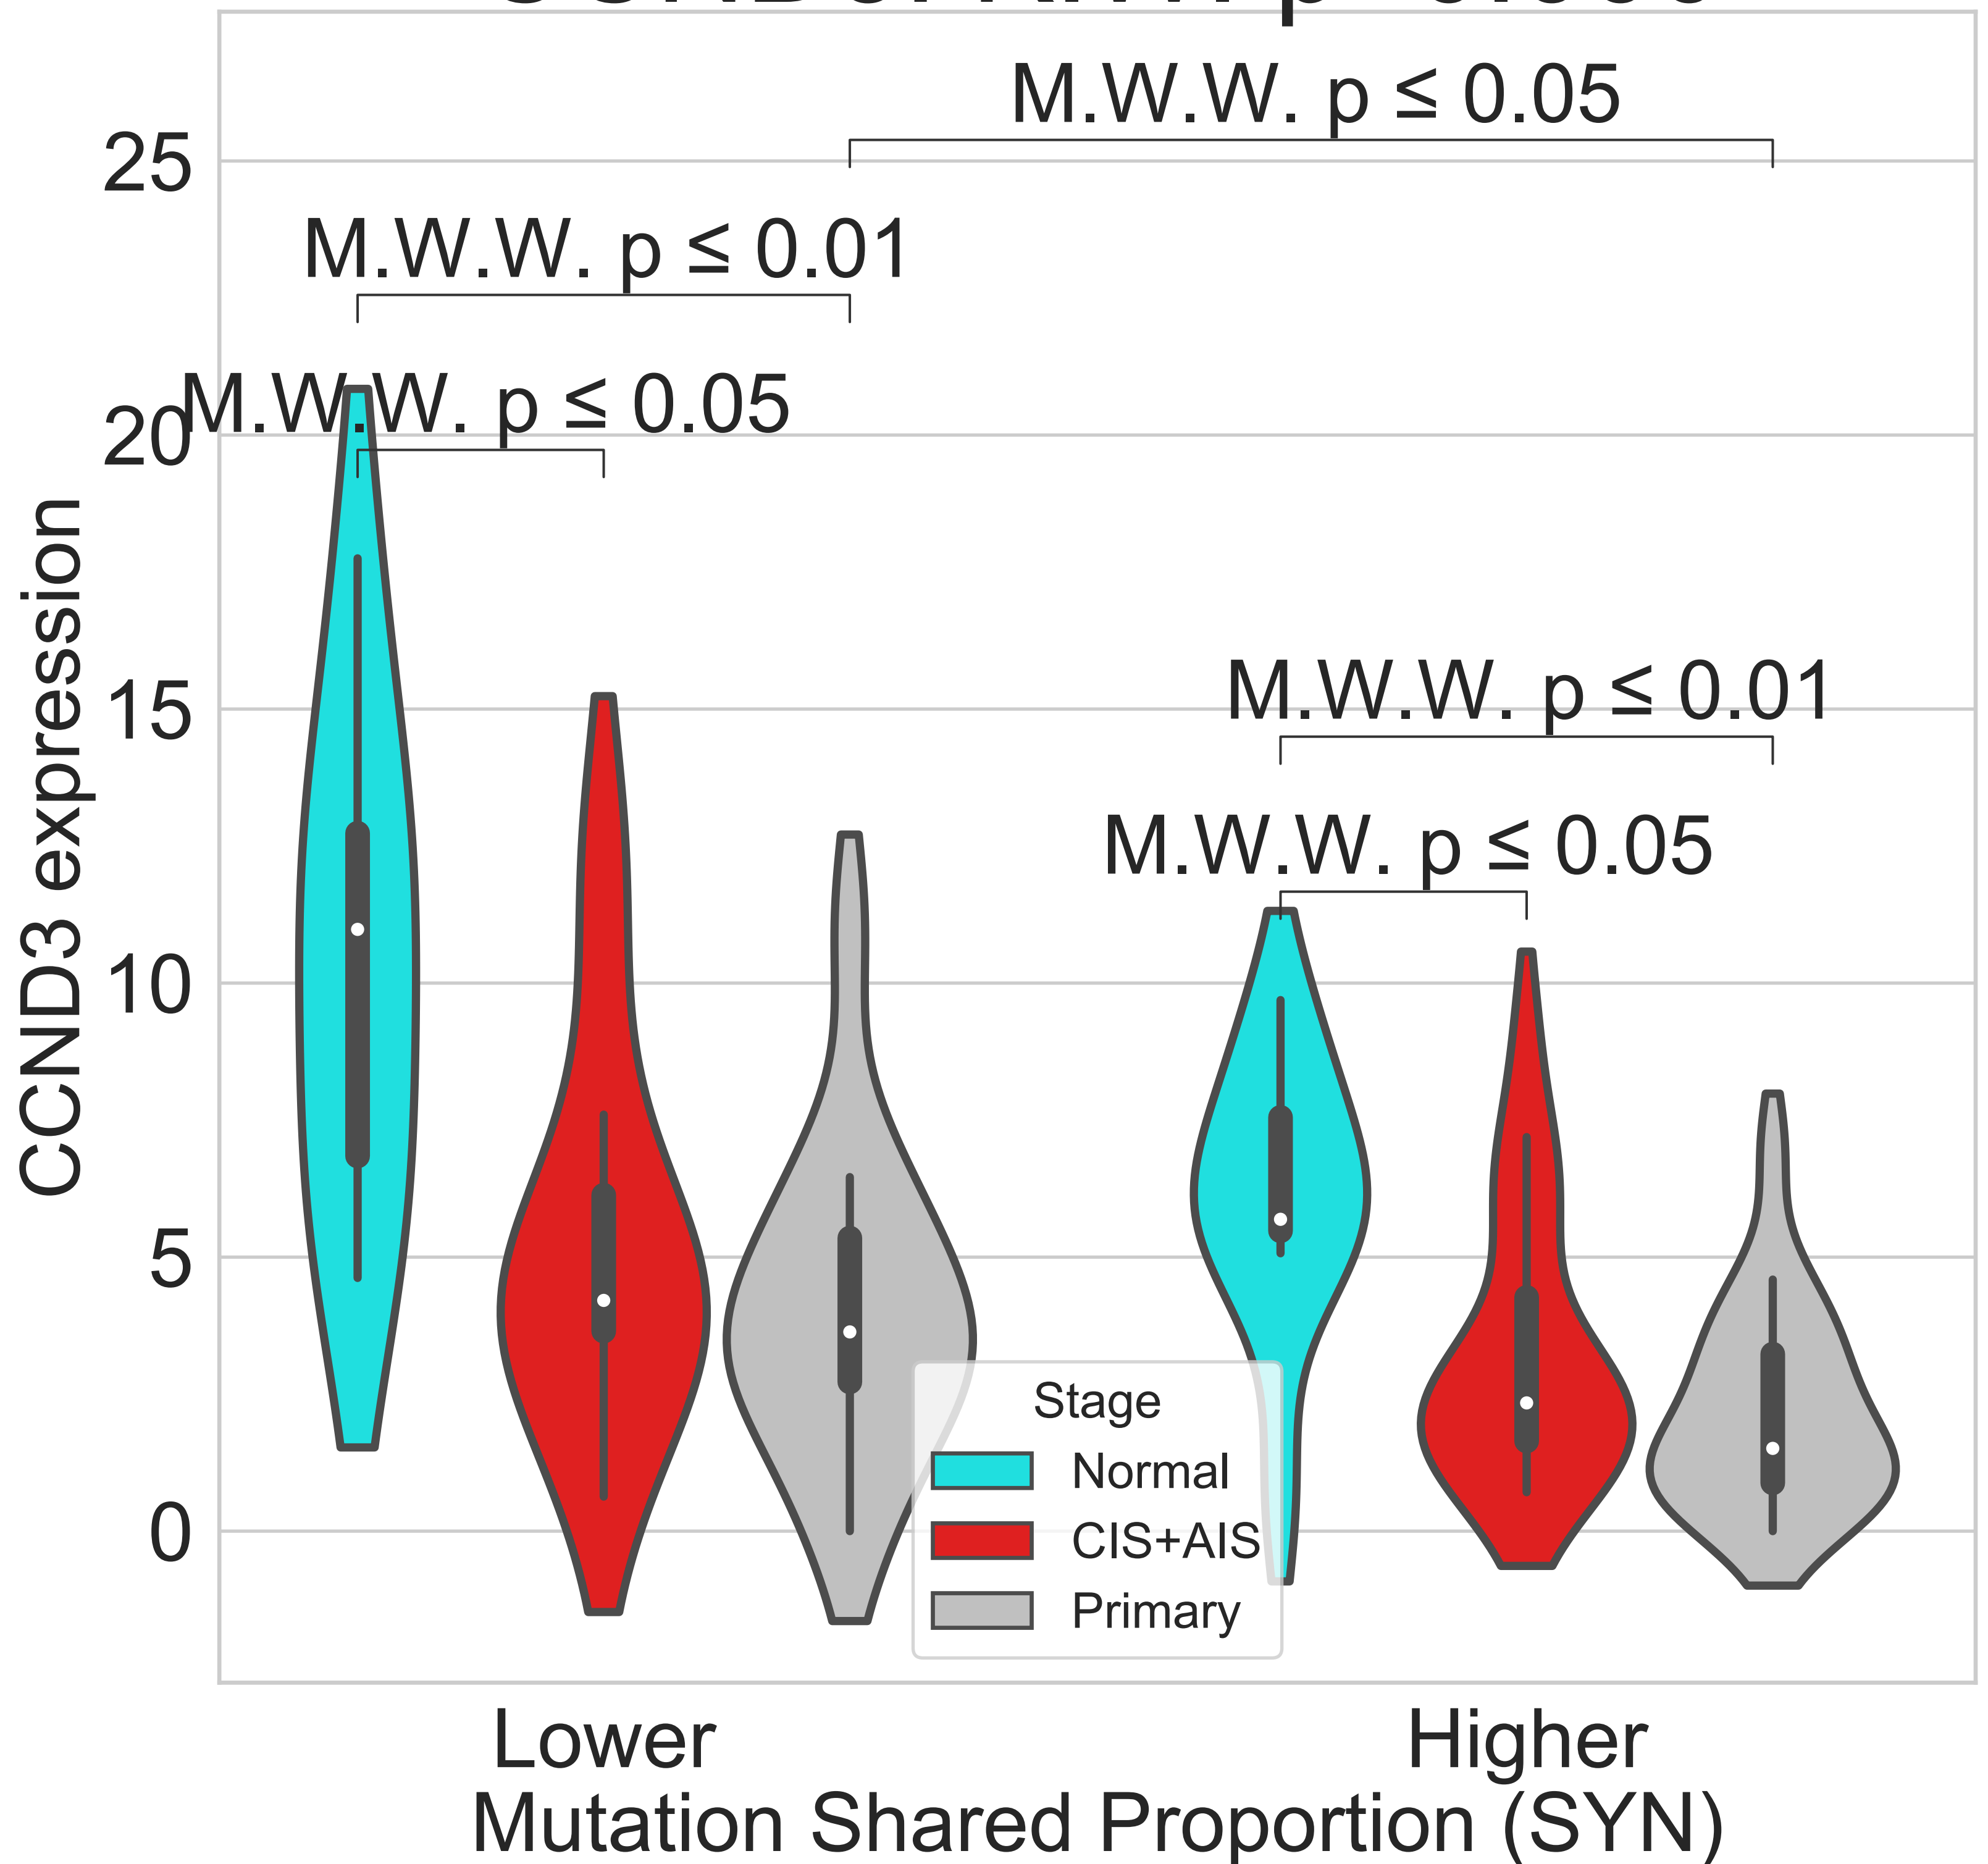 M.W.W. p ≤ 0.05
25
M.W.W. p ≤ 0.01
M.W.W. p ≤ 0.05
20
M.W.W. p ≤ 0.01
15
M.W.W. p ≤ 0.05
10
5
0
CCND3 expression
Stage
Normal
CIS+AIS
Primary
Lower
Higher
Mutation Shared Proportion (SYN)